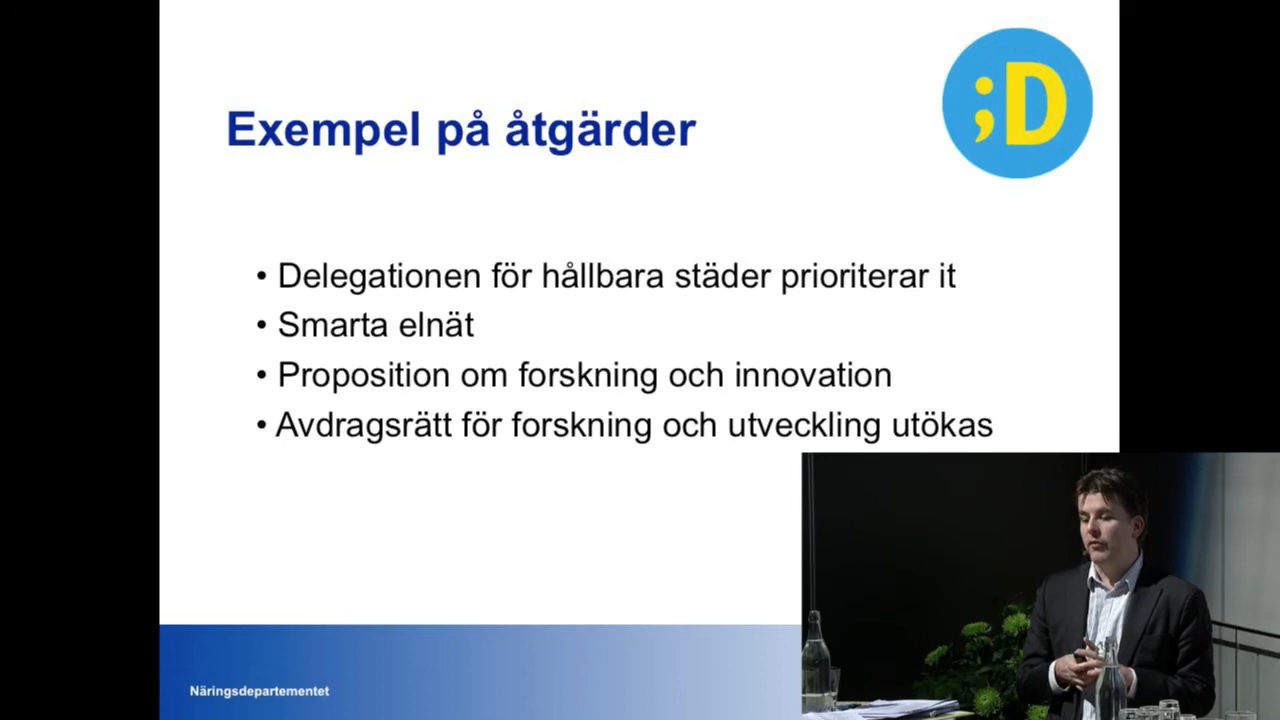 ;D
Exempel på åtgärder
• Delegationen för hållbara städer prioriterar it
• Smarta elnät
• Proposition om forskning och innovation
• Avdragsrätt för forskning och utveckling utökas
Näringsdepartementet